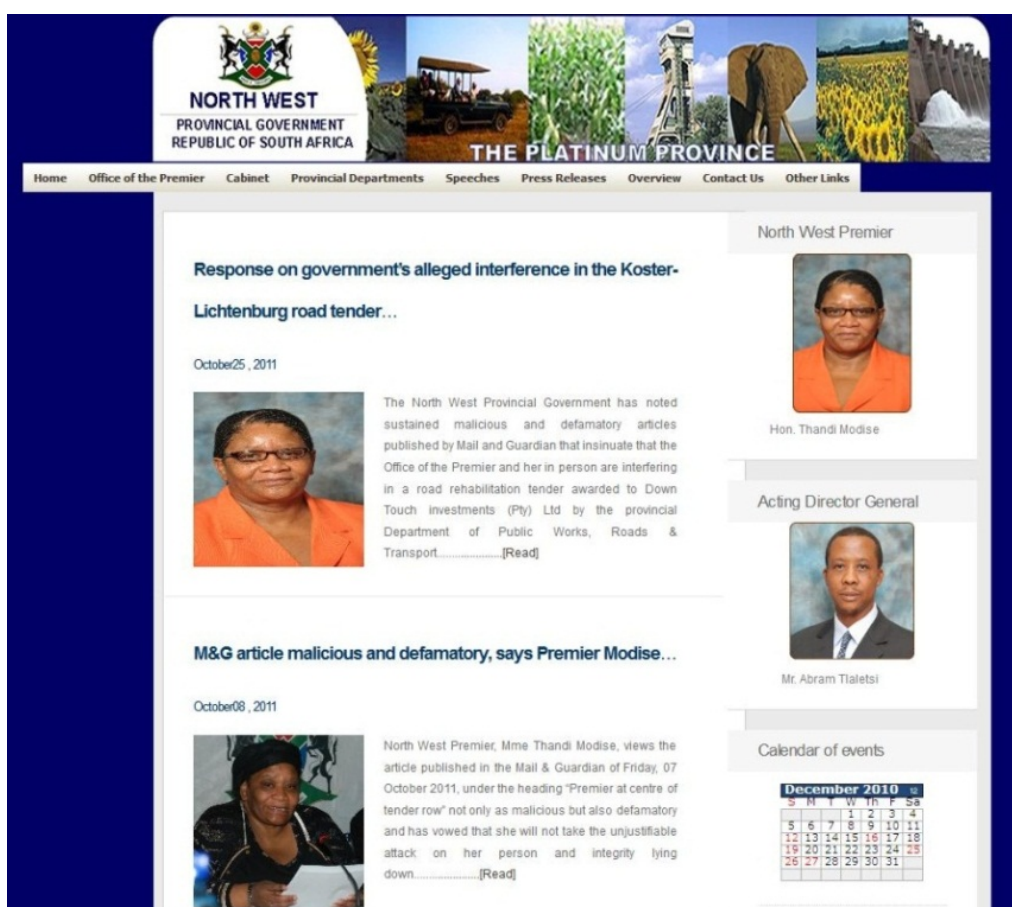 NORTH WEST
PROVINCIAL GOVERNMENT
REPUBLIC OF SOUTH AFRICA
THE PLATINUM PROVINCE
Home Office of the Premier Cabinet Provincial Departments Speeches Press Releases Overview Contact Us Other Links
Response on government's alleged interference in the Koster-
Lichtenburg road tender…
October25 , 2011
The North West Provincial Government has noted
sustained malicious and defamatory articles
published by Mail and Guardian that insinuate that the
Office of the Premier and her in person are interfering
in a road rehabilitation tender awarded to Down
Touch investments (Pty) Ltd by the provincial
Department of Public Works, Roads &
Transport......................[Read]
M&G article malicious and defamatory, says Premier Modise…
October08 , 2011
North West Premier, Mme Thandi Modise, views the
article published in the Mail & Guardian of Friday, 07
October 2011, under the heading "Premier at centre of
tender row" not only as malicious but also defamatory
and has vowed that she will not take the unjustifiable
attack on her person and integrity lying
down......................[Read]
North West Premier
Hon. Thandi Modise
Acting Director General
Mr. Abram Tlaletsi
Calendar of events
December 2010 12
S M T W Th F Sa
1 2 3 4
5 6 7 8 9 10 11
12 13 14 15 16 17 18
19 20 21 22 23 24 25
26 27 28 29 30 31